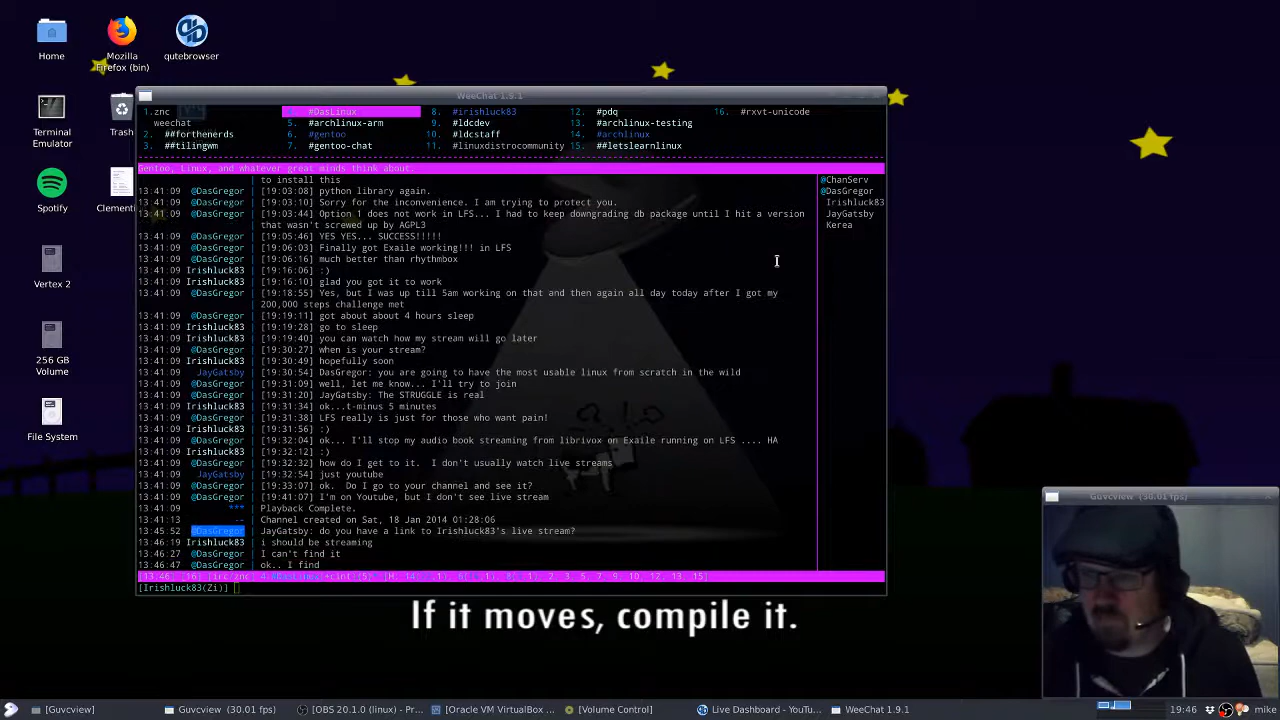 Home
Mozilla
Firefox (bin)
qutebrowser
Terminal
Emulator
Trash
Spotify
Clementi
Vertex 2
256 GB
Volume
File System
WeeChat 1.9.1
1.znc
weechat
2. ##forthenerds
3. ##tilingwm
#DasLinux
5. #archlinux-arm
6. #gentoo
7. #gentoo-chat
8. #irishluck83
9. #ldcdev
10. #ldcstaff
11. #linuxdistrocommunity
12. #pdq
13. #archlinux-testing
14. #archlinux
15. ##letslearnlinux
16. #rxvt-unicode
Gentoo, Linux, and whatever great minds think about.
to install this
13:41:09 @DasGregor | [19:03:08] python library again.
13:41:09 @DasGregor | [19:03:10] Sorry for the inconvenience. I am trying to protect you.
13:41:09 @DasGregor | [19:03:44] Option 1 does not work in LFS... I had to keep downgrading db package until I hit a version
| that wasn't screwed up by AGPL3
13:41:09 @DasGregor | [19:05:46] YES YES... SUCCESS!!!!!
13:41:09 @DasGregor | [19:06:03] Finally got Exaile working!!! in LFS
13:41:09 @DasGregor | [19:06:16] much better than rhythmbox
13:41:09 Irishluck83 | [19:16:06] :)
13:41:09 Irishluck83 | [19:16:10] glad you got it to work
13:41:09 @DasGregor | [19:18:55] Yes, but I was up till 5am working on that and then again all day today after I got my
| 200,000 steps challenge met
13:41:09 @DasGregor | [19:19:11] got about about 4 hours sleep
13:41:09 Irishluck83 | [19:19:28] go to sleep
13:41:09 Irishluck83 | [19:19:40] you can watch how my stream will go later
13:41:09 @DasGregor | [19:30:27] when is your stream?
13:41:09 Irishluck83 | [19:30:49] hopefully soon
13:41:09 JayGatsby | [19:30:54] DasGregor: you are going to have the most usable linux from scratch in the wild
13:41:09 @DasGregor | [19:31:09] well, let me know... I'll try to join
13:41:09 @DasGregor | [19:31:20] JayGatsby: The STRUGGLE is real
13:41:09 Irishluck83 | [19:31:34] ok...t-minus 5 minutes
13:41:09 @DasGregor | [19:31:38] LFS really is just for those who want pain!
13:41:09 Irishluck83 | [19:31:56] :)
13:41:09 @DasGregor | [19:32:04] ok... I'll stop my audio book streaming from librivox on Exaile running on LFS .... HA
13:41:09 Irishluck83 | [19:32:12] :)
13:41:09 @DasGregor | [19:32:32] how do I get to it. I don't usually watch live streams
13:41:09 JayGatsby | [19:32:54] just youtube
13:41:09 @DasGregor | [19:33:07] ok. Do I go to your channel and see it?
13:41:09 @DasGregor | [19:41:07] I'm on Youtube, but I don't see live stream
13:41:09 *** | Playback Complete.
13:41:13 -- | Channel created on Sat, 18 Jan 2014 01:28:06
13:45:52 @DasGregor | JayGatsby: do you have a link to Irishluck83's live stream?
13:46:19 Irishluck83 | i should be streaming
13:46:27 @DasGregor | I can't find it
13:46:47 @DasGregor | ok.. I find
[Irishluck83(Zi)]
@ChanServ
@DasGregor
Irishluck83
JayGatsby
Kerea
If it moves, compile it.
Guvcview (30.01 fps)
[Guvcview]
Guvcview (30.01 fps)
[OBS 20.1.0 (linux) - Pr...
[Oracle VM VirtualBox ...
[Volume Control]
Live Dashboard - YouTu...
WeeChat 1.9.1
19:46
mike